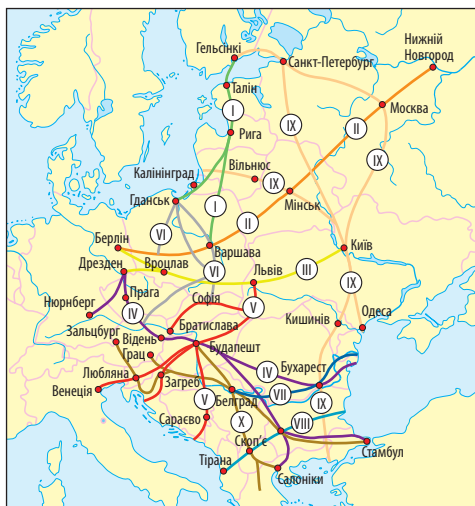 Гельсінкі
Санкт-Петербург
Нижній
Новгород
Талін
Москва
I
II
Рига
IX
IX
Вільнюс
Калінінград
IX
Гданськ
I
Мінськ
II
VI
Берлін
Варшава
Київ
Дрезден
Вроцлав
VI
Львів
III
IX
Прага
Софія
Нюрнберг
IV
V
Одеса
Зальцбург
Братислава
Кишинів
Відень
Грац
Будапешт
Бухарест
Любляна
IV
Загреб
VII
Венеція
V
Белград
IX
Сараєво
X
VIII
Скоп'є
Стамбул
Тірана
Салоніки